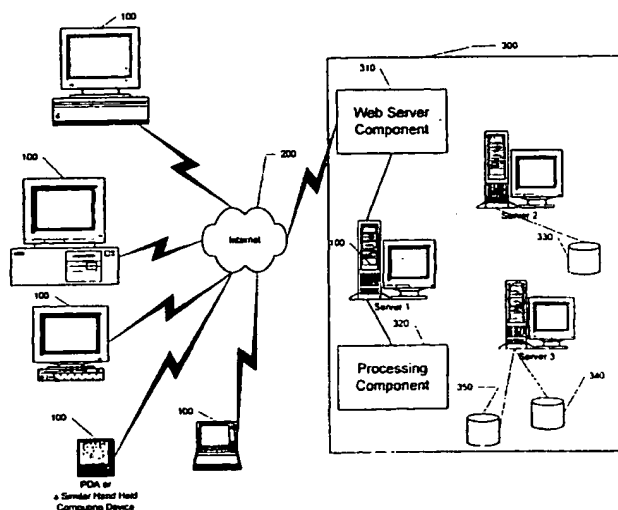 100
300
310
Web Server
Component
100
200
Internet
Server 2
330
100
Server 1
320
100
Processing
Component
Server 3
350
340
100
100
PDA or
a Similar Hand Held
Computing Device